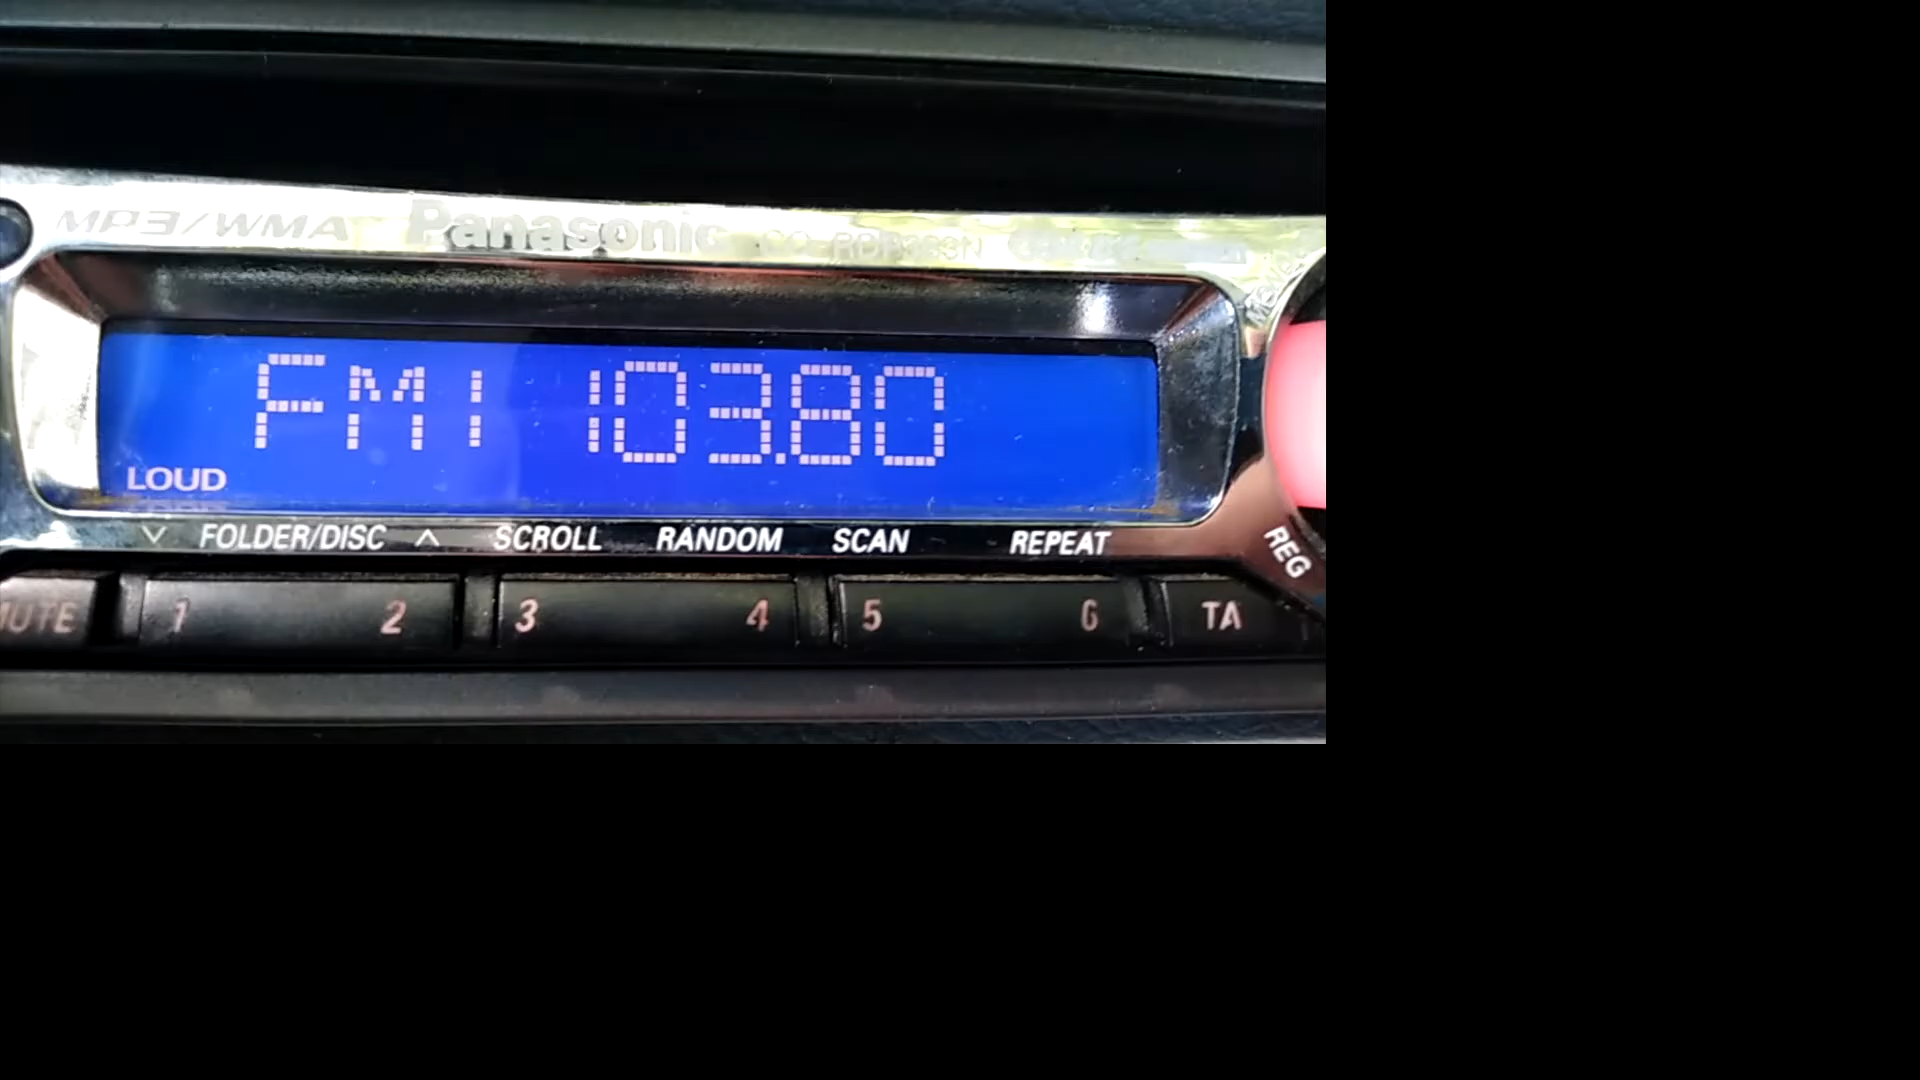 MP3/WMA Panasonic
FM1 103.80
LOUD
∨ FOLDER/DISC ∧ SCROLL RANDOM SCAN REPEAT
REG
MUTE 1 2 3 4 5 6 TA